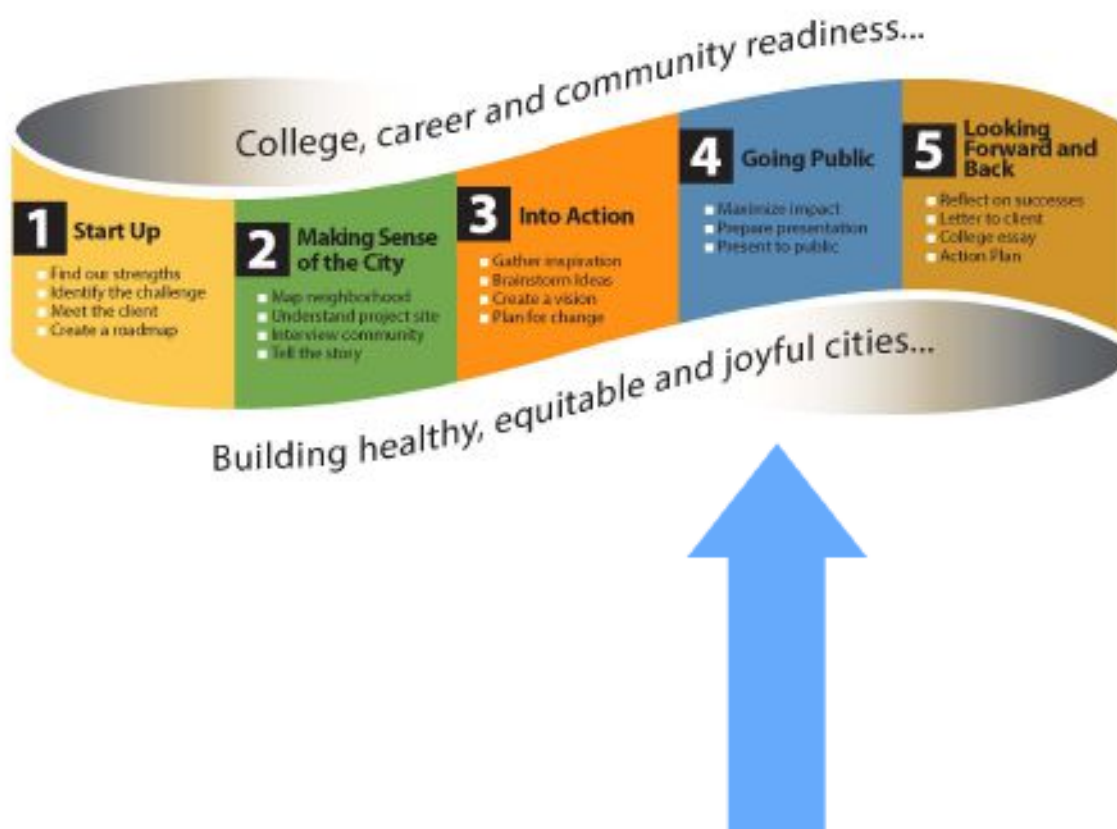 College, career and community readiness...
1 Start Up
Find our strengths
Identify the challenge
Meet the client
Create a roadmap
2 Making Sense
of the City
Map neighborhood
Understand project site
Interview community
Tell the story
3 Into Action
Gather inspiration
Brainstorm Ideas
Create a vision
Plan for change
4 Going Public
Maximize impact
Prepare presentation
Present to public
5 Looking
Forward and
Back
Reflect on successes
Letter to client
College essay
Action Plan
Building healthy, equitable and joyful cities...